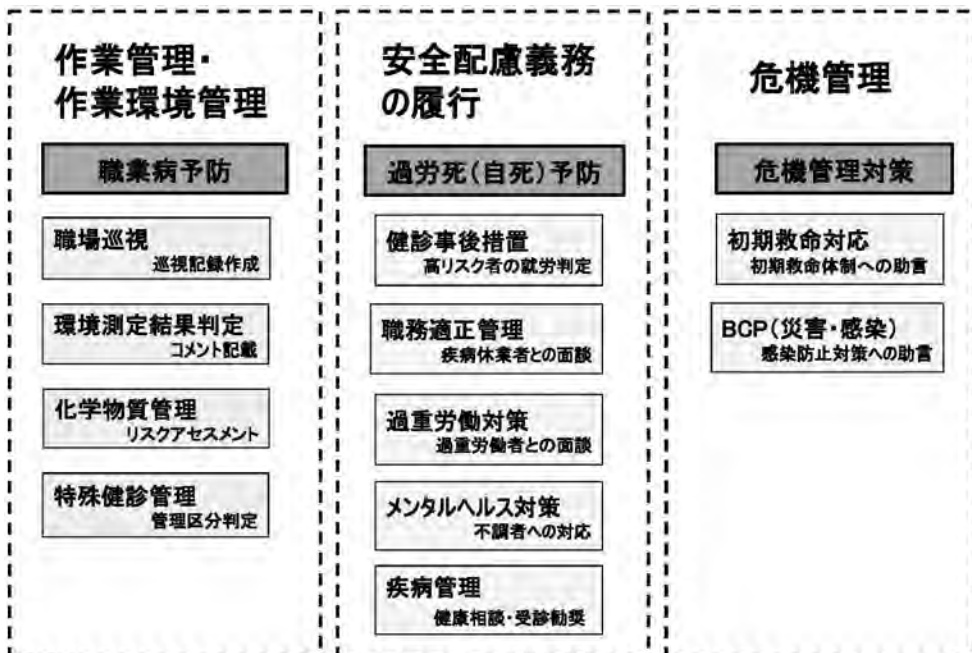 作業管理・
作業環境管理
職業病予防
職場巡視
巡視記録作成
環境測定結果判定
コメント記載
化学物質管理
リスクアセスメント
特殊健診管理
管理区分判定
安全配慮義務
の履行
過労死(自死)予防
健診事後措置
高リスク者の就労判定
職務適正管理
疾病休業者との面談
過重労働対策
過重労働者との面談
メンタルヘルス対策
不調者への対応
疾病管理
健康相談・受診勧奨
危機管理
危機管理対策
初期救命対応
初期救命体制への助言
BCP(災害・感染)
感染防止対策への助言